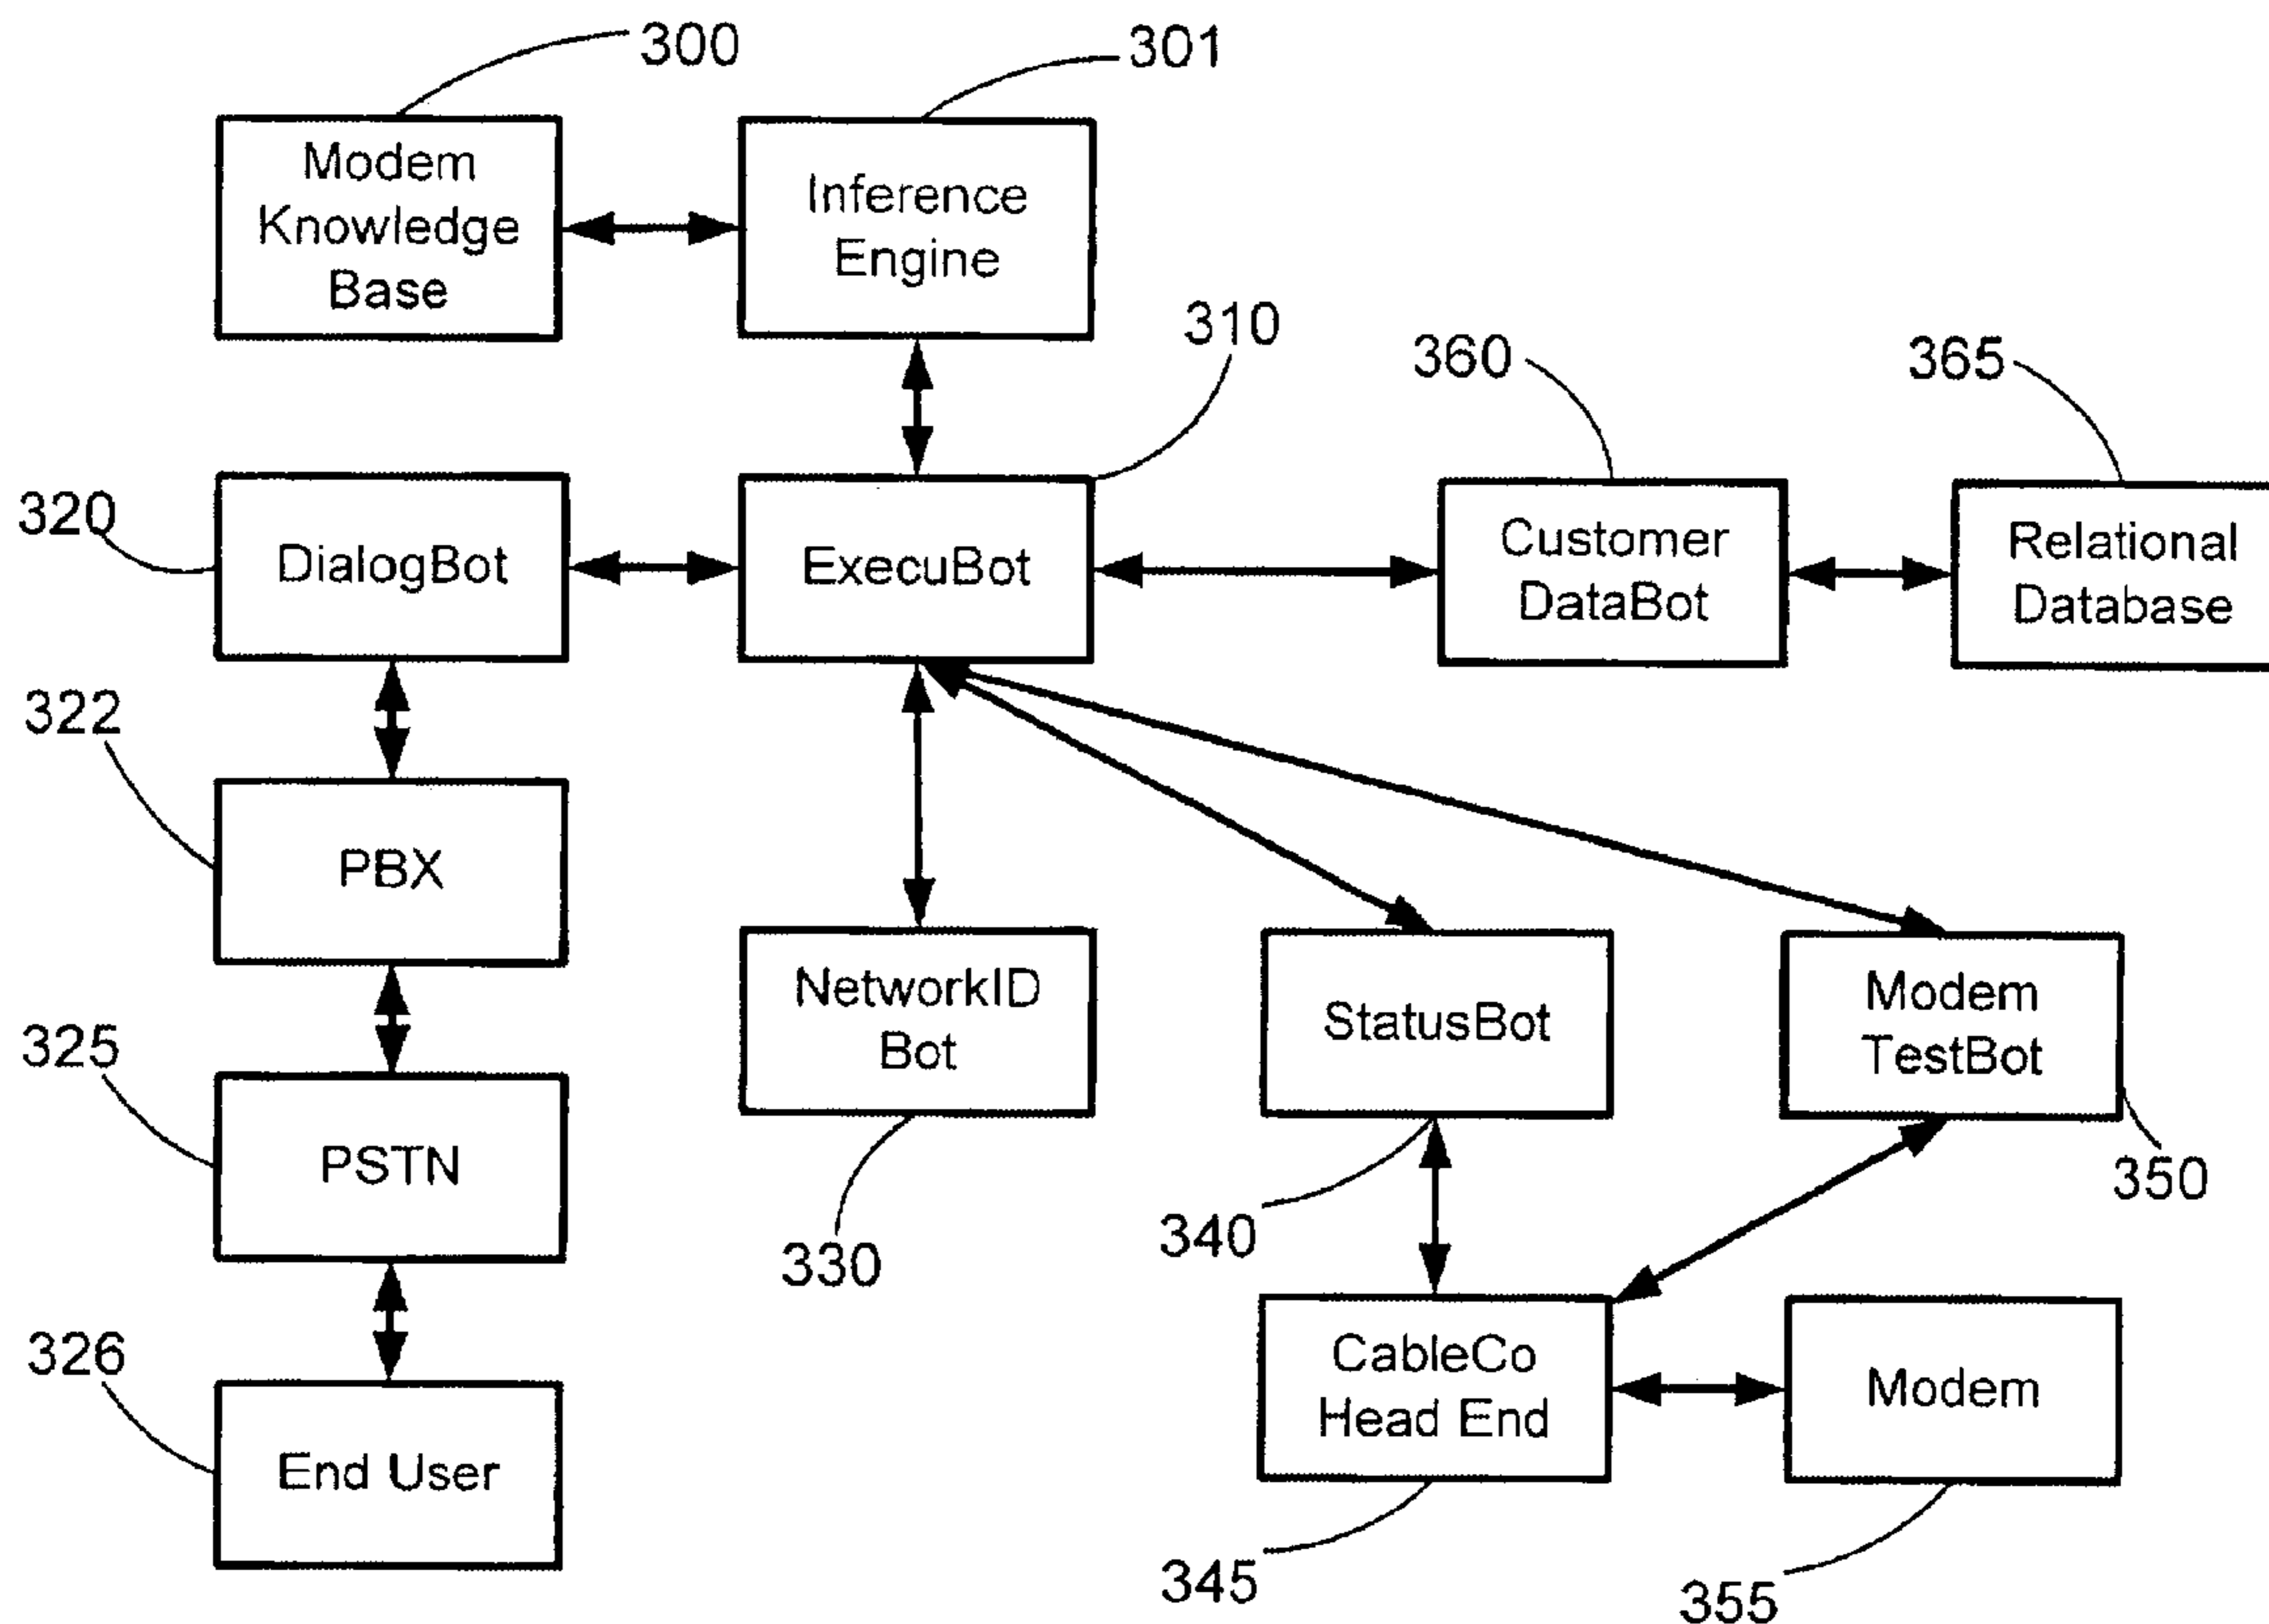 300
301
Modem
Knowledge
Base
Inference
Engine
310
360
365
320
DialogBot
ExecuBot
Customer
DataBot
Relational
Database
322
PBX
NetworkID
Bot
StatusBot
Modem
TestBot
325
PSTN
330
340
350
326
End User
CableCo
Head End
Modem
345
355